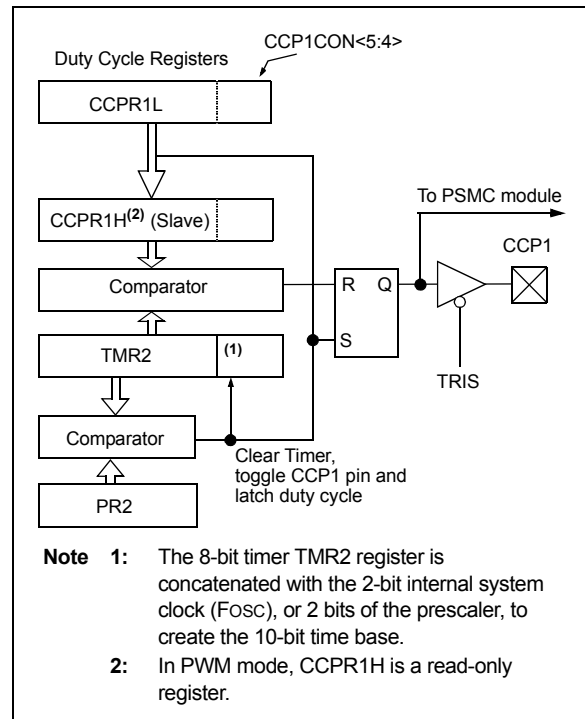 CCP1CON<5:4>
Duty Cycle Registers
CCPR1L
CCPR1H(2) (Slave)
To PSMC module
CCP1
Comparator
R Q
S
TMR2 (1)
TRIS
Comparator
Clear Timer,
toggle CCP1 pin and
latch duty cycle
PR2
Note 1: The 8-bit timer TMR2 register is
concatenated with the 2-bit internal system
clock (FOSC), or 2 bits of the prescaler, to
create the 10-bit time base.
2: In PWM mode, CCPR1H is a read-only
register.